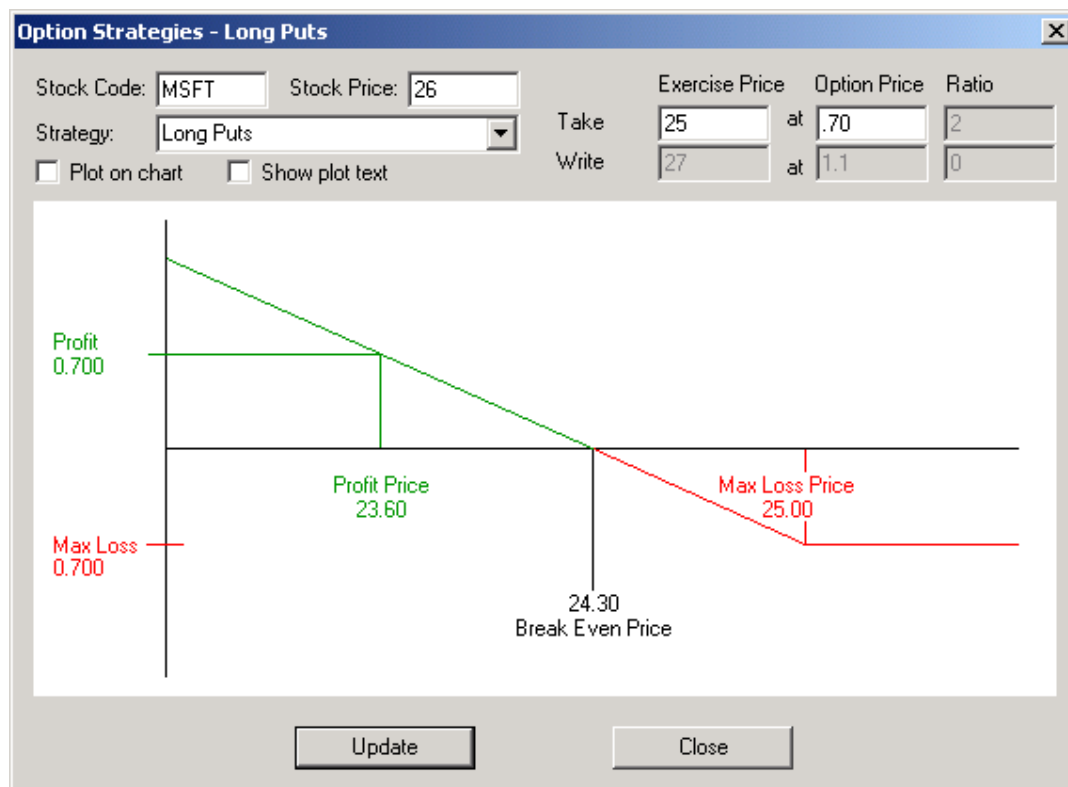 Option Strategies - Long Puts
Stock Code: MSFT Stock Price: 26
Exercise Price Option Price Ratio
Strategy: Long Puts
Take 25 at .70 2
Write 27 at 1.1 0
Plot on chart Show plot text
Profit
0.700
Profit Price
23.60
Max Loss Price
25.00
Max Loss
0.700
24.30
Break Even Price
Update Close